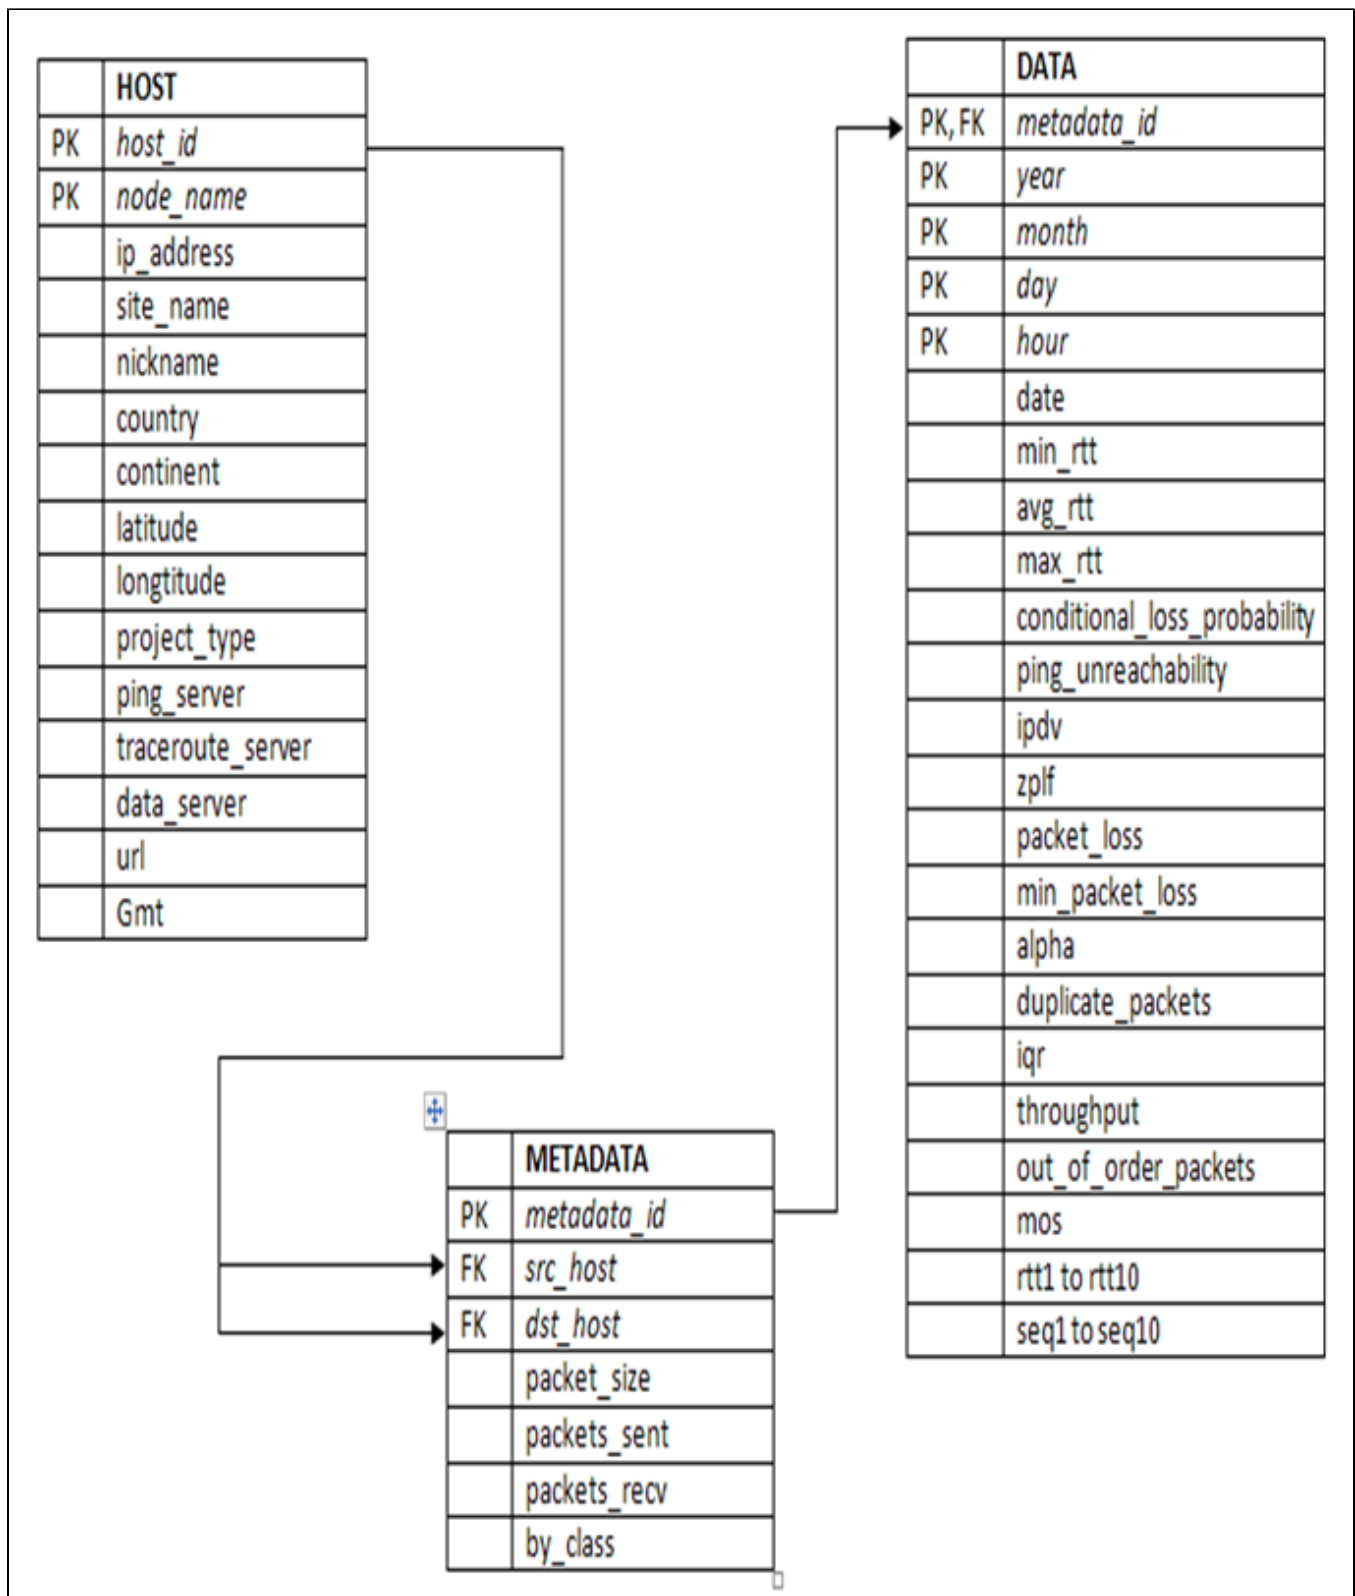 HOST
PK host_id
PK node_name
ip_address
site_name
nickname
country
continent
latitude
longtitude
project_type
ping_server
traceroute_server
data_server
url
Gmt
DATA
PK, FK metadata_id
PK year
PK month
PK day
PK hour
date
min_rtt
avg_rtt
max_rtt
conditional_loss_probability
ping_unreachability
ipdv
zplf
packet_loss
min_packet_loss
alpha
duplicate_packets
iqr
throughput
out_of_order_packets
mos
rtt1 to rtt10
seq1 to seq10
METADATA
PK metadata_id
FK src_host
FK dst_host
packet_size
packets_sent
packets_recv
by_class